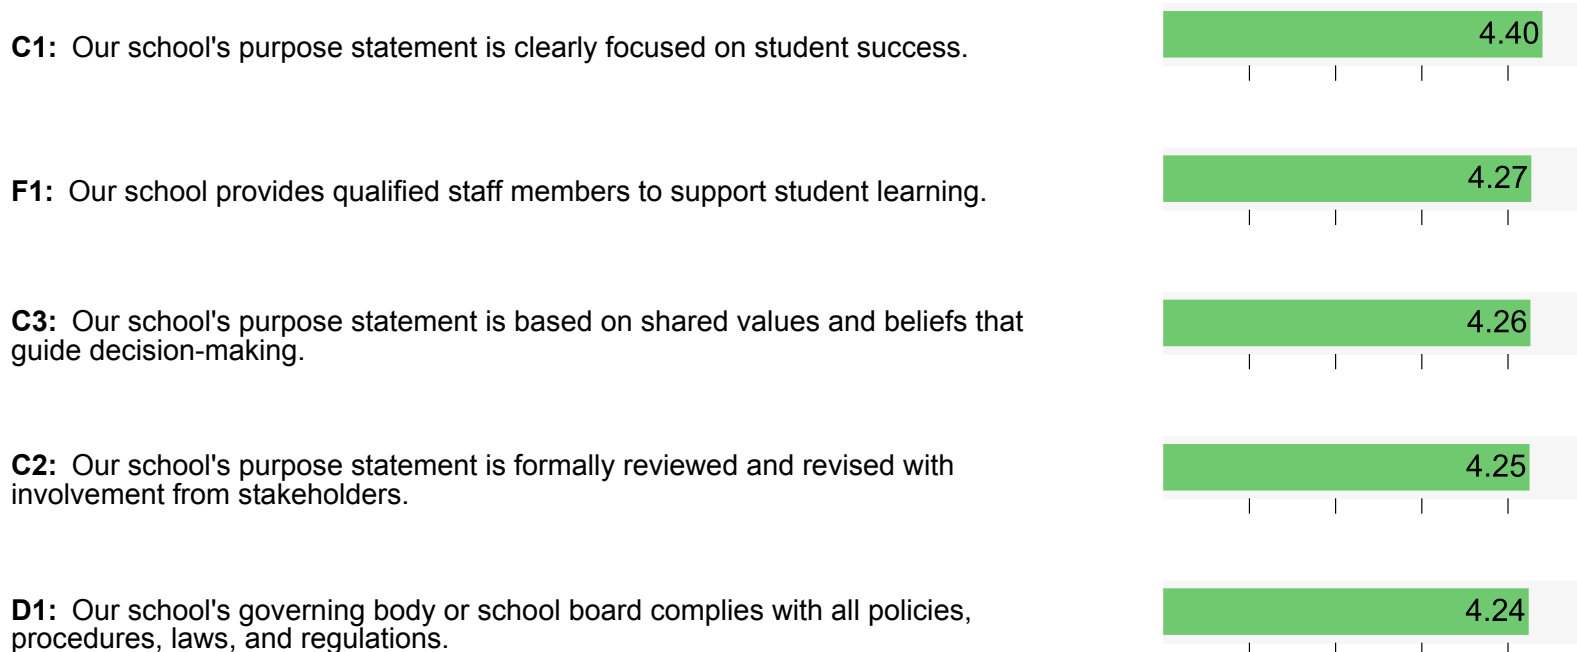 C1: Our school's purpose statement is clearly focused on student success.
4.40
F1: Our school provides qualified staff members to support student learning.
4.27
C3: Our school's purpose statement is based on shared values and beliefs that
guide decision-making.
4.26
C2: Our school's purpose statement is formally reviewed and revised with
involvement from stakeholders.
4.25
D1: Our school's governing body or school board complies with all policies,
procedures, laws, and regulations.
4.24